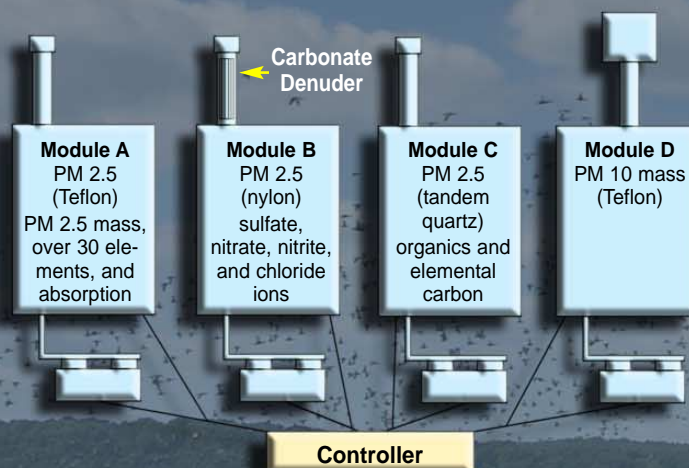 Carbonate
Denuder
Module A
PM 2.5
(Teflon)
PM 2.5 mass,
over 30 ele-
ments, and
absorption
Module B
PM 2.5
(nylon)
sulfate,
nitrate, nitrite,
and chloride
ions
Module C
PM 2.5
(tandem
quartz)
organics and
elemental
carbon
Module D
PM 10 mass
(Teflon)
Controller